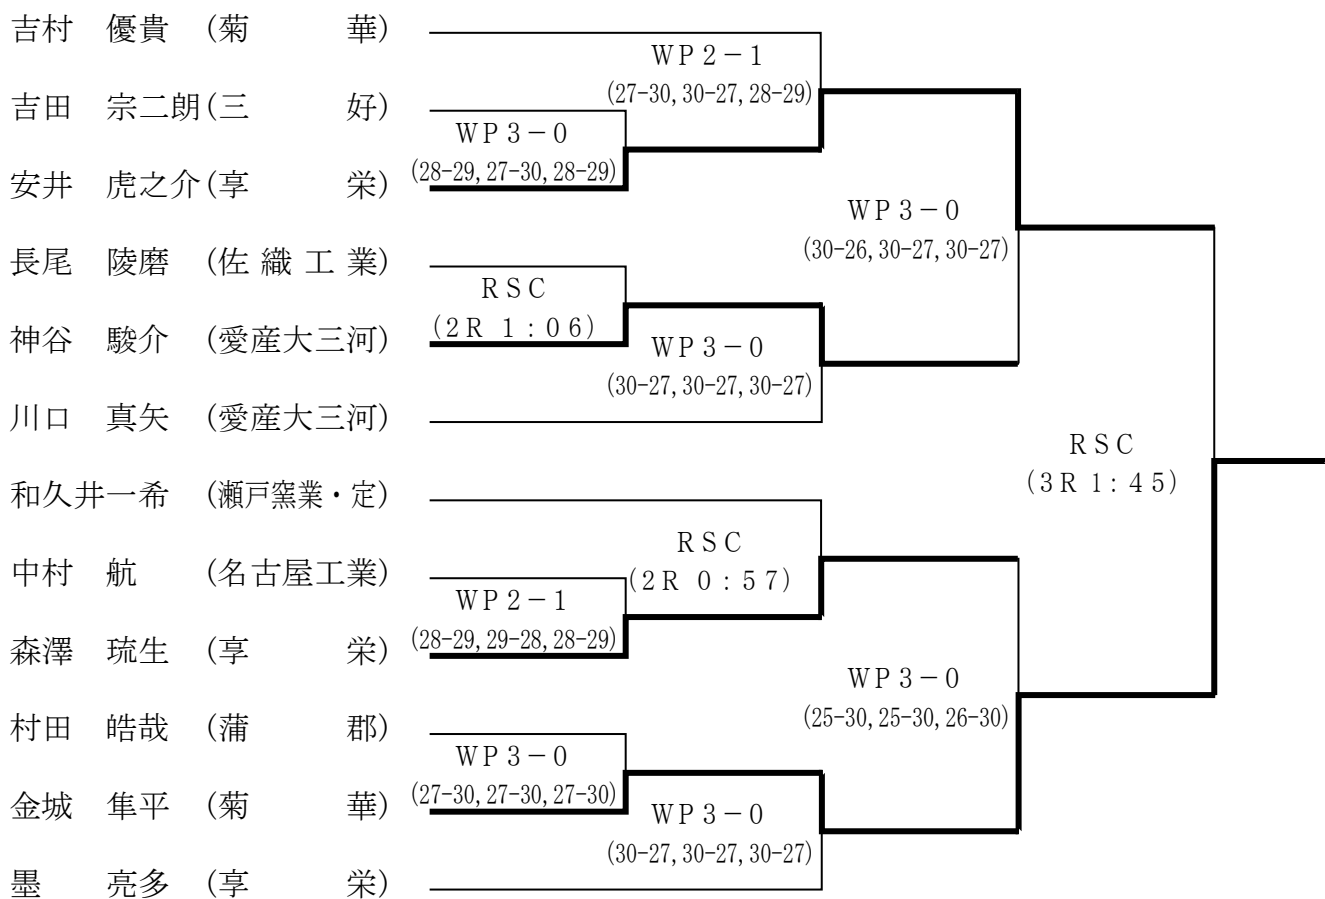 吉村 優貴 (菊 華)
WP2-1
(27-30, 30-27, 28-29)
吉田 宗二朗(三 好)
WP3-0
(28-29, 27-30, 28-29)
安井 虎之介(享 栄)
WP3-0
(30-26, 30-27, 30-27)
長尾 陵磨 (佐織工業)
RSC
(2R 1:06)
神谷 駿介 (愛産大三河)
WP3-0
(30-27, 30-27, 30-27)
川口 真矢 (愛産大三河)
RSC
(3R 1:45)
和久井一希 (瀬戸窯業・定)
RSC
(2R 0:57)
中村 航 (名古屋工業)
WP2-1
(28-29, 29-28, 28-29)
森澤 琉生 (享 栄)
WP3-0
(25-30, 25-30, 26-30)
村田 皓哉 (蒲 郡)
WP3-0
(27-30, 27-30, 27-30)
金城 隼平 (菊 華)
WP3-0
(30-27, 30-27, 30-27)
墨 亮多 (享 栄)